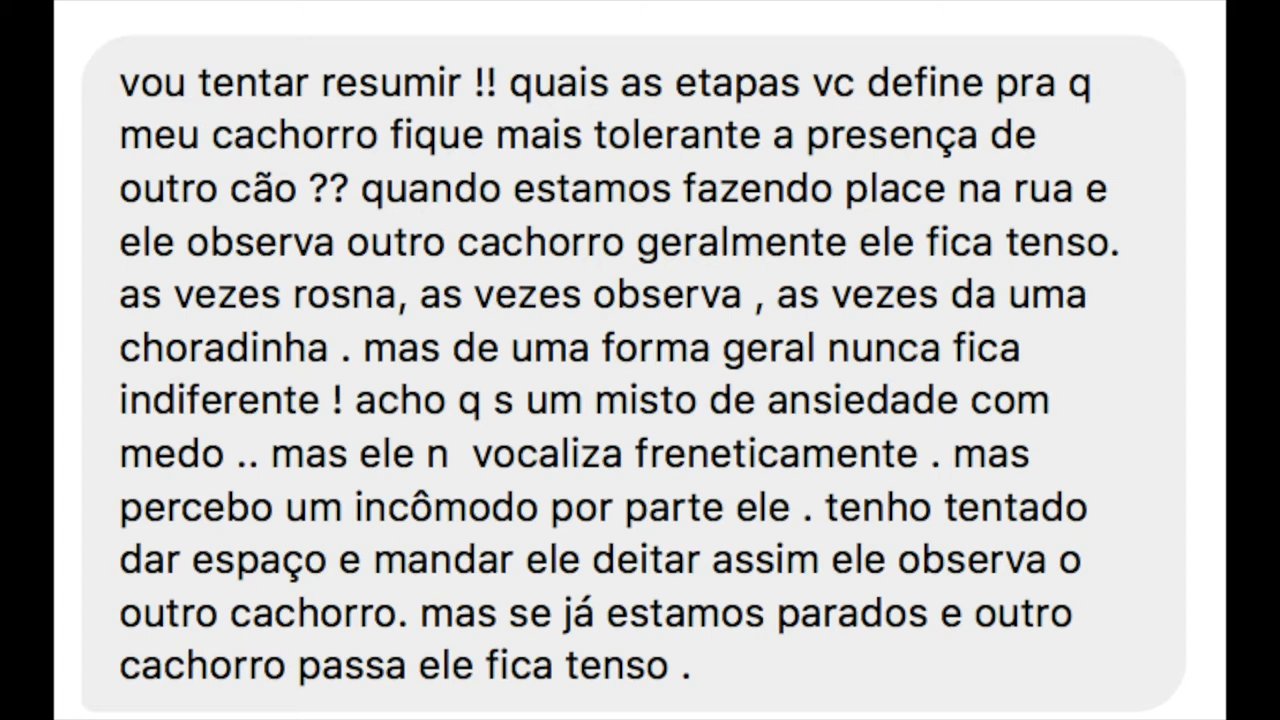 vou tentar resumir !! quais as etapas vc define pra q
meu cachorro fique mais tolerante a presença de
outro cão ?? quando estamos fazendo place na rua e
ele observa outro cachorro geralmente ele fica tenso.
as vezes rosna, as vezes observa , as vezes da uma
choradinha . mas de uma forma geral nunca fica
indiferente ! acho q s um misto de ansiedade com
medo .. mas ele n  vocaliza freneticamente . mas
percebo um incômodo por parte ele . tenho tentado
dar espaço e mandar ele deitar assim ele observa o
outro cachorro. mas se já estamos parados e outro
cachorro passa ele fica tenso .